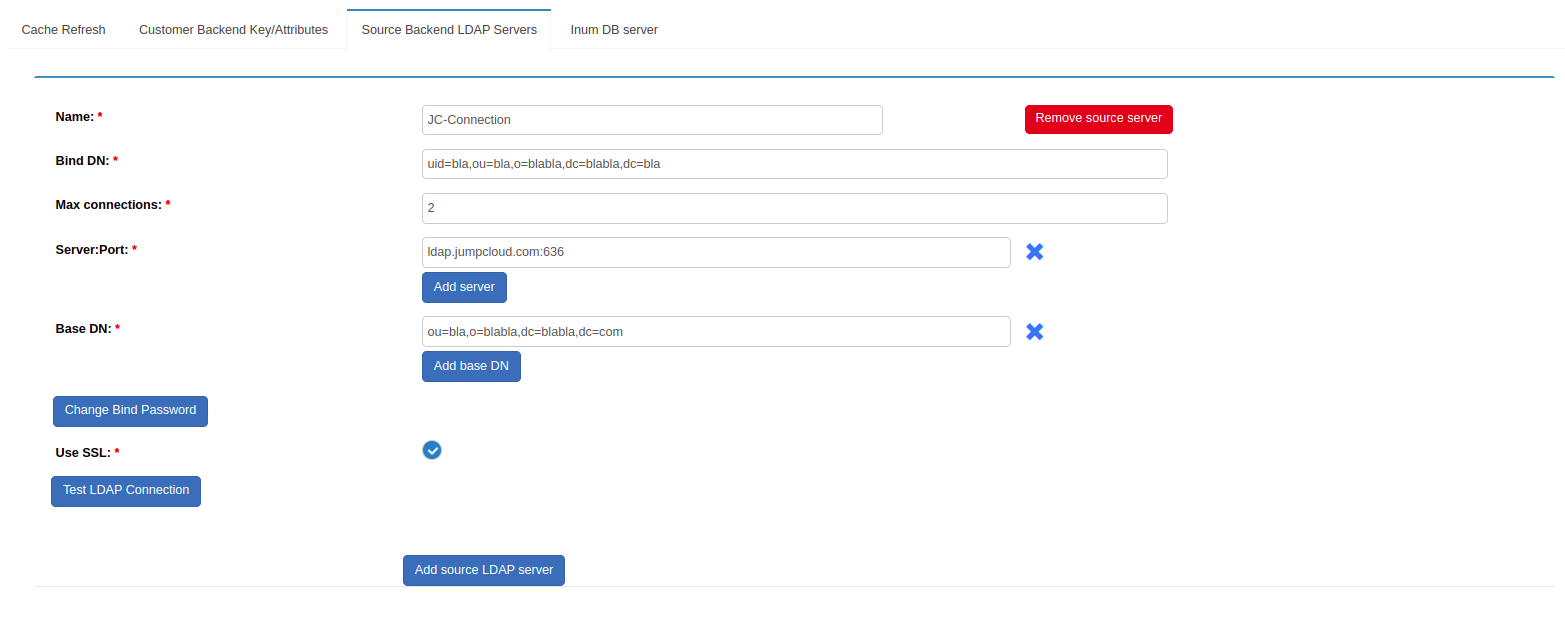 Cache Refresh Customer Backend Key/Attributes Source Backend LDAP Servers Inum DB server
Name: * JC-Connection Remove source server
Bind DN: * uid=bla,ou=bla,o=blabla,dc=blabla,dc=bla
Max connections: * 2
Server:Port: * ldap.jumpcloud.com:636
Add server
Base DN: * ou=bla,o=blabla,dc=blabla,dc=com
Add base DN
Change Bind Password
Use SSL: *
Test LDAP Connection
Add source LDAP server